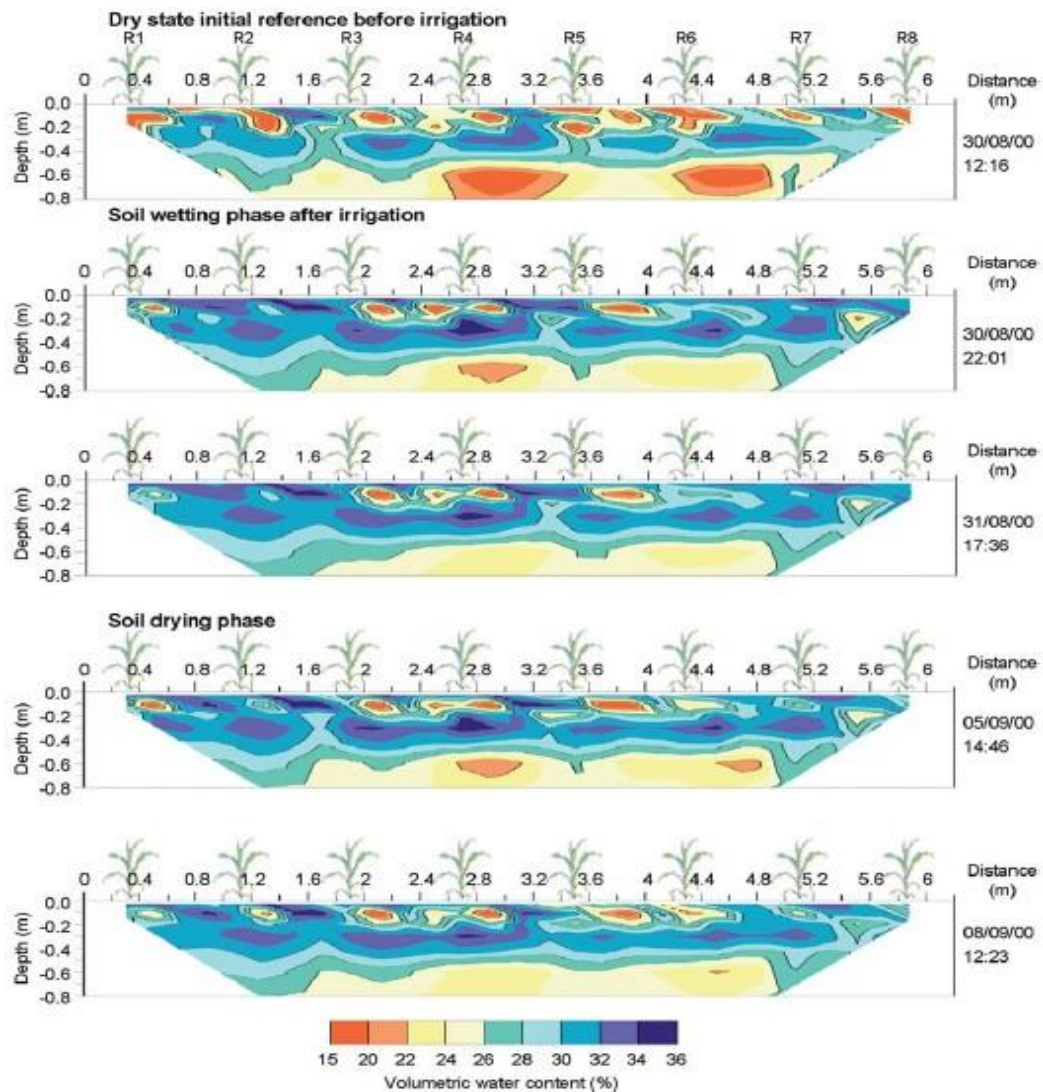 Dry state initial reference before irrigation
R1 R2 R3 R4 R5 R6 R7 R8
0 0.4 0.8 1.2 1.6 2.1 2.4 2.8 3.2 3.6 4 4.4 4.8 5.2 5.6 6 Distance (m)
Depth (m)
0.0
-0.2
-0.4
-0.6
-0.8
30/08/00
12:16
Soil wetting phase after irrigation
0 0.4 0.8 1.2 1.6 2.1 2.4 2.8 3.2 3.6 4 4.4 4.8 5.2 5.6 6 Distance (m)
Depth (m)
0.0
-0.2
-0.4
-0.6
-0.8
30/08/00
22:01
0 0.4 0.8 1.2 1.6 2.1 2.4 2.8 3.2 3.6 4 4.4 4.8 5.2 5.6 6 Distance (m)
Depth (m)
0.0
-0.2
-0.4
-0.6
-0.8
31/08/00
17:36
Soil drying phase
0 0.4 0.8 1.2 1.6 2.1 2.4 2.8 3.2 3.6 4 4.4 4.8 5.2 5.6 6 Distance (m)
Depth (m)
0.0
-0.2
-0.4
-0.6
-0.8
05/09/00
14:46
0 0.4 0.8 1.2 1.6 2.1 2.4 2.8 3.2 3.6 4 4.4 4.8 5.2 5.6 6 Distance (m)
Depth (m)
0.0
-0.2
-0.4
-0.6
-0.8
08/09/00
12:23
15 20 22 24 26 28 30 32 34 36
Volumetric water content (%)